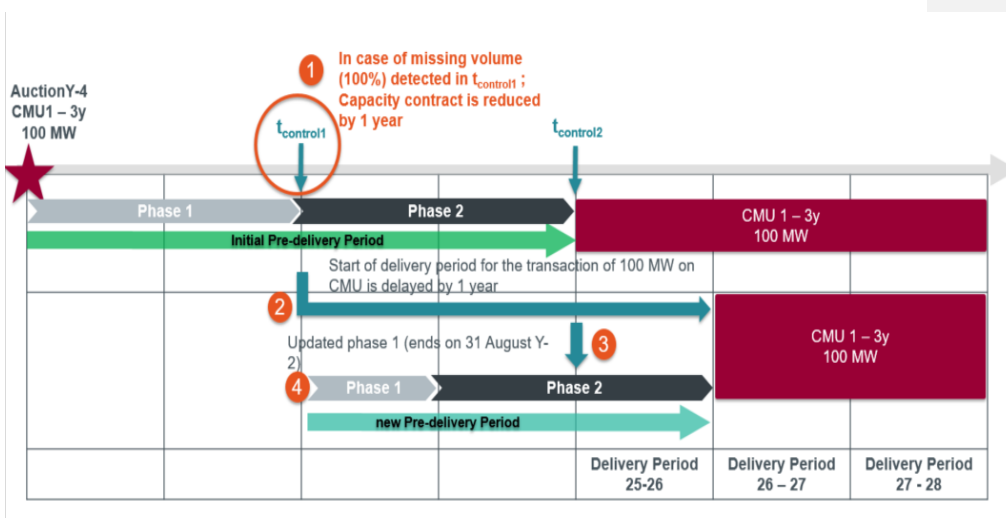 1
In case of missing volume
(100%) detected in tcontrol1 ;
Capacity contract is reduced
by 1 year
AuctionY-4
CMU1 – 3y
100 MW
tcontrol1
tcontrol2
Phase 1
Phase 2
CMU 1 – 3y
100 MW
Initial Pre-delivery Period
Start of delivery period for the transaction of 100 MW on
CMU is delayed by 1 year
2
CMU 1 – 3y
100 MW
Updated phase 1 (ends on 31 August Y-
2)
3
4
Phase 1
Phase 2
new Pre-delivery Period
Delivery Period
25-26
Delivery Period
26 – 27
Delivery Period
27 - 28